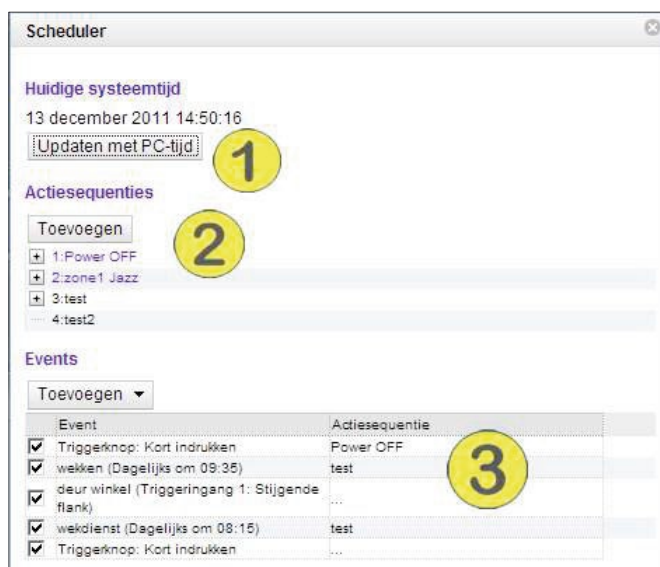 Scheduler
Huidige systeemtijd
13 december 2011 14:50:16
Updaten met PC-tijd
1
Actiesequenties
Toevoegen
2
1:Power OFF
2:zone1 Jazz
3:test
4:test2
Events
Toevoegen
Event Actiesequentie
Triggerknop: Kort indrukken Power OFF
3
wekken (Dagelijks om 09:35) test
deur winkel (Triggeringang 1: Stijgende
flank) ...
wekdienst (Dagelijks om 08:15) test
Triggerknop: Kort indrukken ...